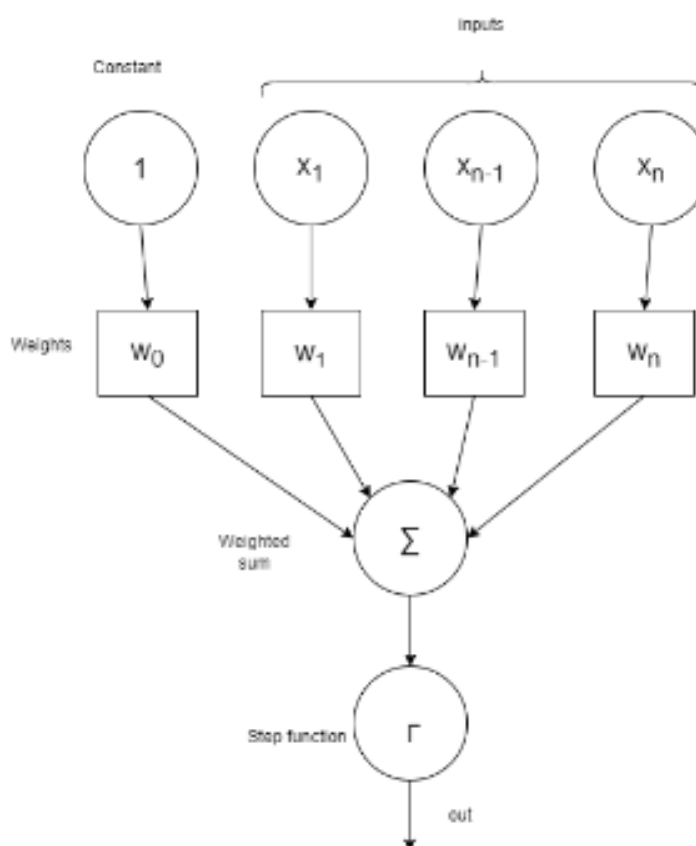 Inputs
Constant
1 x₁ xₙ₋₁ xₙ
Weights w₀ w₁ wₙ₋₁ wₙ
Weighted
sum
Σ
Step function
Γ
out